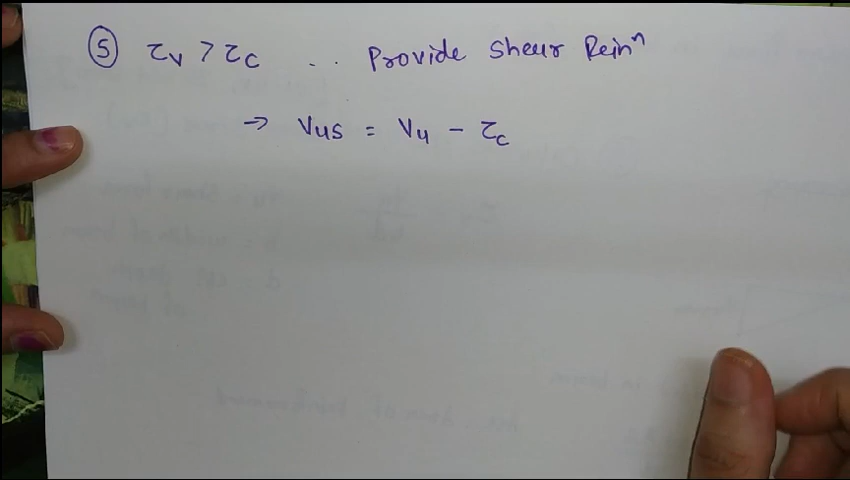 ⑤ τv > τc .. Provide Shear Reinⁿ
→ Vus = Vu - τc